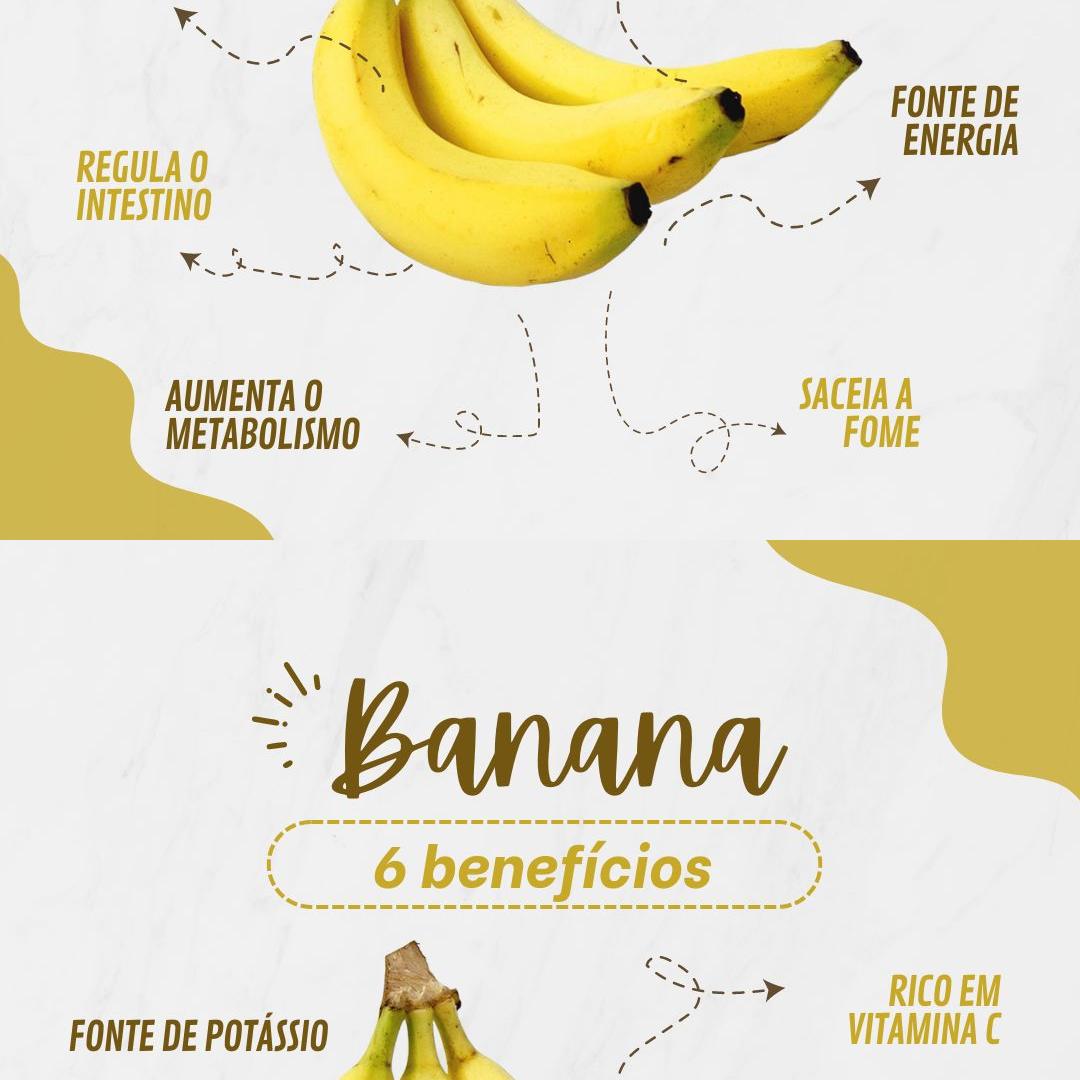 FONTE DE
ENERGIA
REGULA O
INTESTINO
AUMENTA O
METABOLISMO
SACEIA A
FOME
Banana
6 benefícios
RICO EM
VITAMINA C
FONTE DE POTÁSSIO